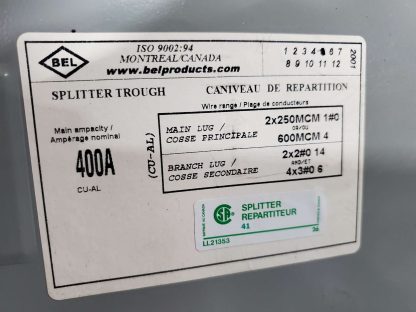 BEL
ISO 9002:94
MONTREAL/CANADA
www.belproducts.com
1 2 3 4 6 7
8 9 10 11 12
2001
SPLITTER TROUGH CANIVEAU DE REPARTITION
Wire range / Plage de conducteurs
Main ampacity /
Ampérage nominal
400A
CU-AL
(CU-AL)
MAIN LUG /
COSSE PRINCIPALE
2x250MCM 1#0
OR/OU
600MCM 4
BRANCH LUG /
COSSE SECONDAIRE
2x2#0 14
AND/ET
4x3#0 6
SPLITTER
REPARTITEUR
41
LL21353